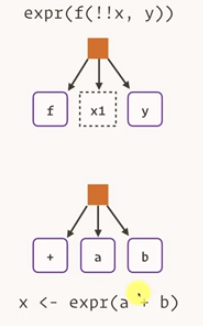 expr(f(!!x, y))
f x1 y
+ a b
x <- expr(a + b)